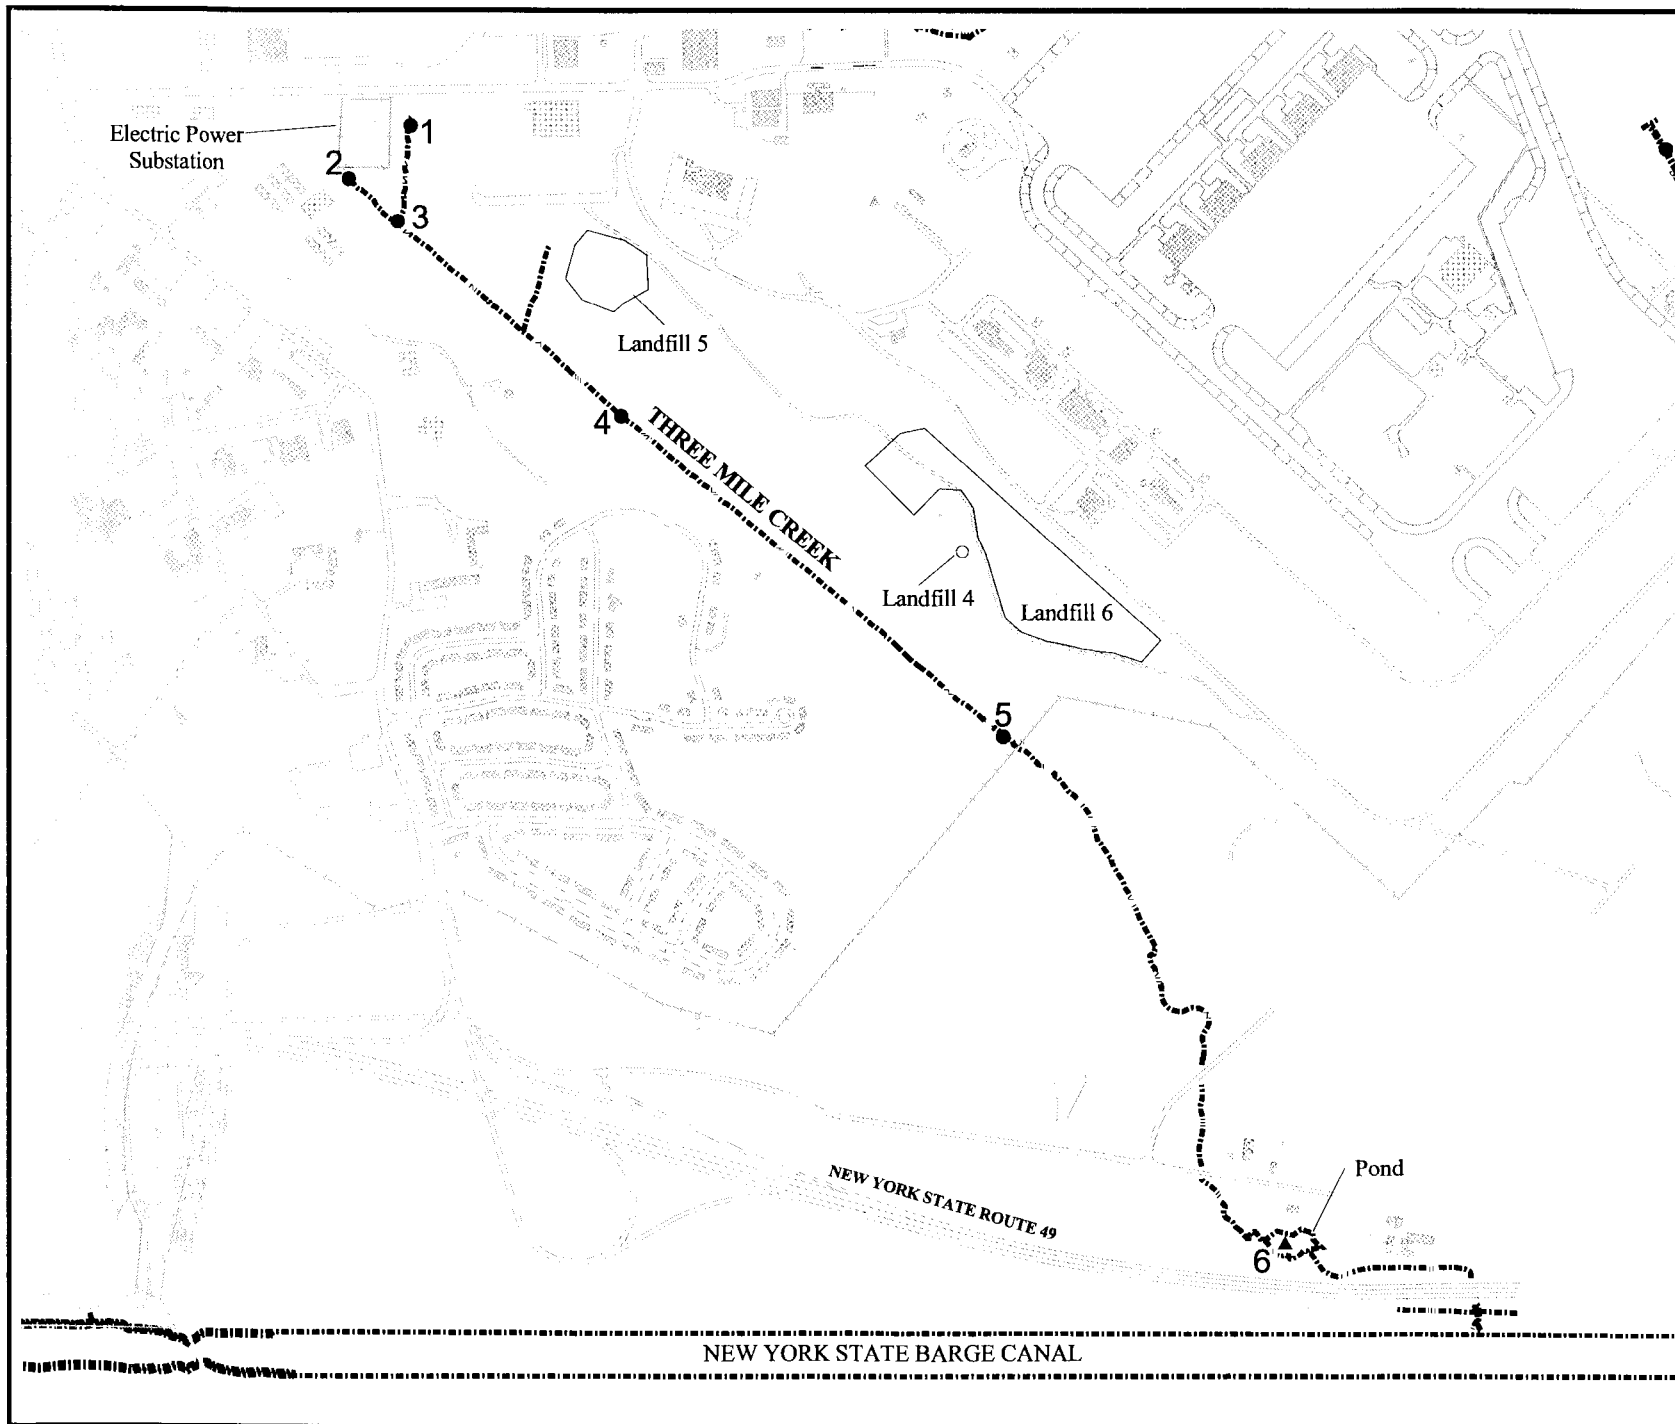 Electric Power
Substation
1
2
3
Landfill 5
4
THREE MILE CREEK
Landfill 4
Landfill 6
5
NEW YORK STATE ROUTE 49
Pond
6
NEW YORK STATE BARGE CANAL